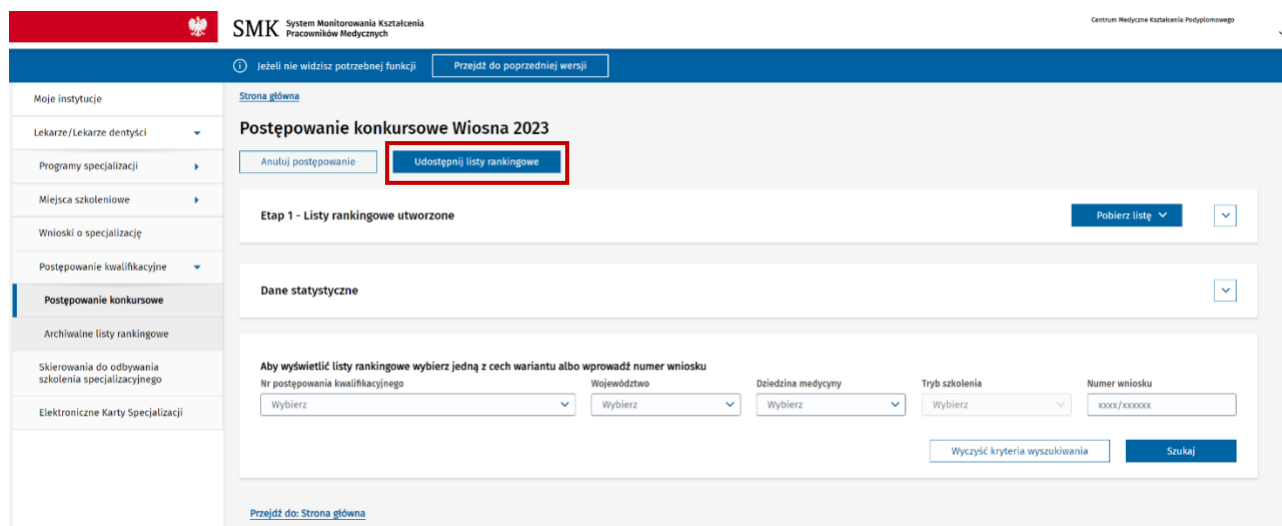 SMK System Monitorowania Kształcenia
Pracowników Medycznych
Centrum Medyczne Kształcenia Podyplomowego
Jeżeli nie widzisz potrzebnej funkcji
Przejdź do poprzedniej wersji
Moje instytucje
Lekarze/Lekarze dentyści
Programy specjalizacji
Miejsca szkoleniowe
Wnioski o specjalizację
Postępowanie kwalifikacyjne
Postępowanie konkursowe
Archiwalne listy rankingowe
Skierowania do odbywania
szkolenia specjalizacyjnego
Elektroniczne Karty Specjalizacji
Strona główna
Postępowanie konkursowe Wiosna 2023
Anuluj postępowanie
Udostępnij listy rankingowe
Etap 1 - Listy rankingowe utworzone
Pobierz listę
Dane statystyczne
Aby wyświetlić listy rankingowe wybierz jedną z cech wariantu albo wprowadź numer wniosku
Nr postępowania kwalifikacyjnego
Województwo
Dziedzina medycyny
Tryb szkolenia
Numer wniosku
Wybierz
Wybierz
Wybierz
Wybierz
xxxx/xxxxxx
Wyczyść kryteria wyszukiwania
Szukaj
Przejdź do: Strona główna